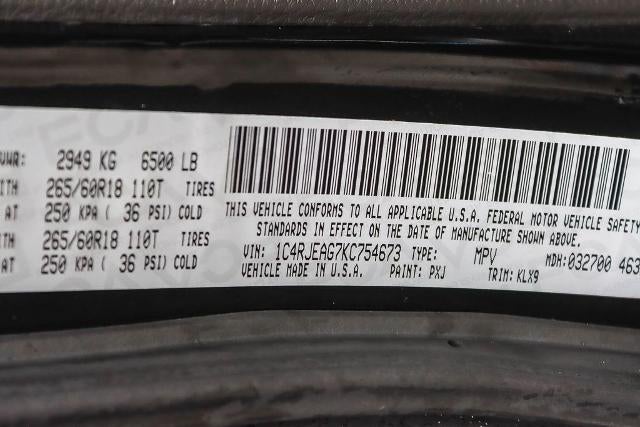 VWR: 2949 KG 6500 LB
ITH 265/60R18 110T TIRES
AT 250 KPA ( 36 PSI) COLD
ITH 265/60R18 110T TIRES
AT 250 KPA ( 36 PSI) COLD
THIS VEHICLE CONFORMS TO ALL APPLICABLE U.S.A. FEDERAL MOTOR VEHICLE SAFETY
STANDARDS IN EFFECT ON THE DATE OF MANUFACTURE SHOWN ABOVE.
VIN: 1C4RJEAG7KC754673 TYPE: MPV MDH: 032700 463
VEHICLE MADE IN U.S.A. PAINT: PXJ TRIM: KLX9